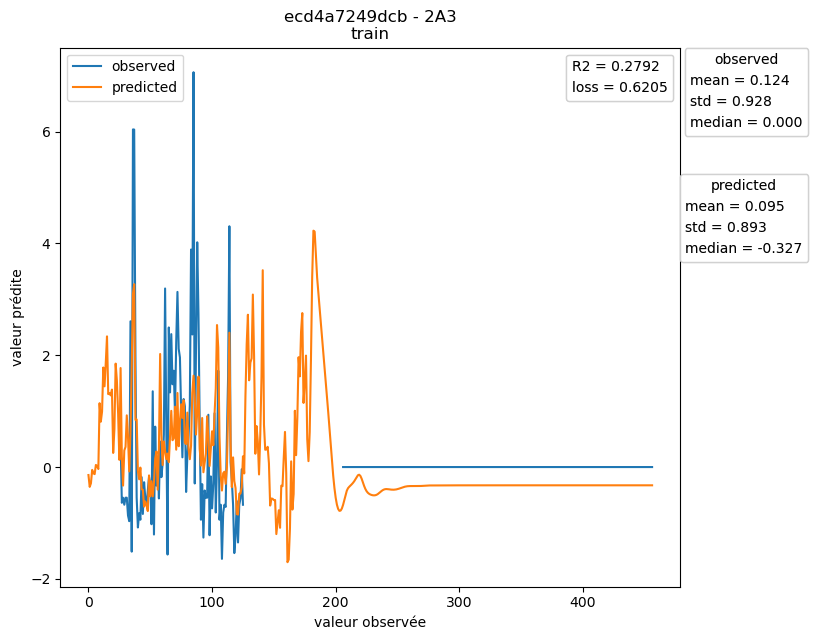 ecd4a7249dcb - 2A3
train
observed
predicted
R2 = 0.2792
loss = 0.6205
observed
mean = 0.124
std = 0.928
median = 0.000
predicted
mean = 0.095
std = 0.893
median = -0.327
valeur prédite
6
4
2
0
−2
0
100
200
300
400
valeur observée